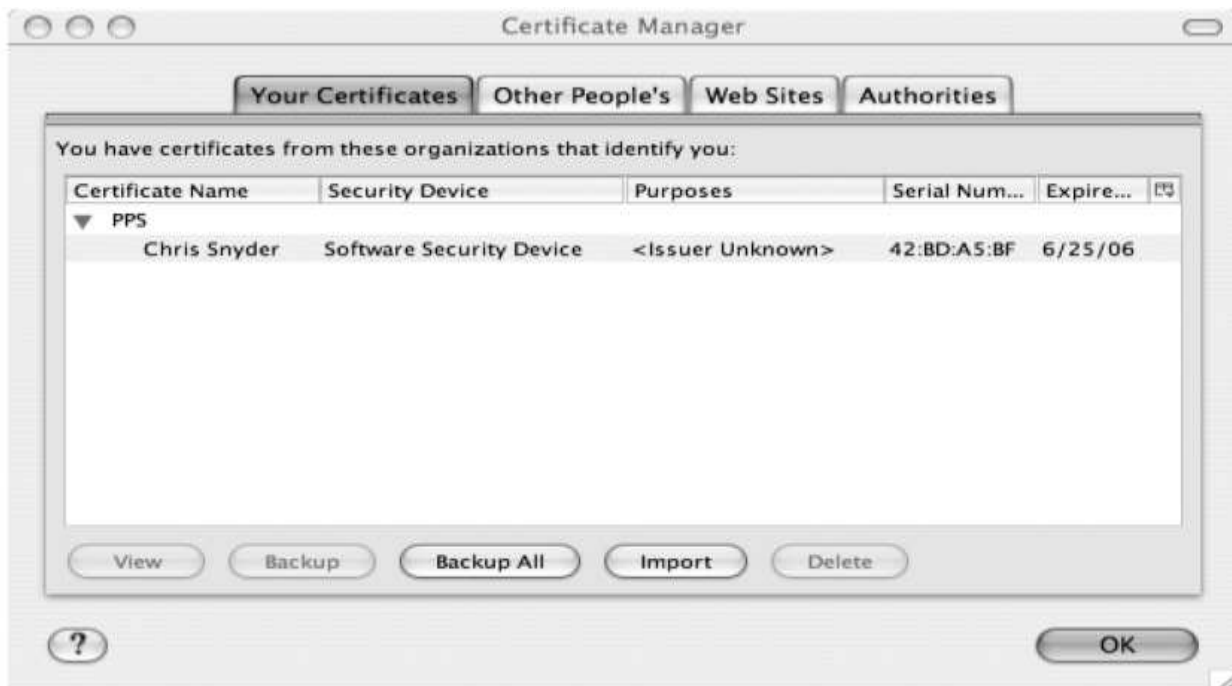 Certificate Manager
Your Certificates Other People's Web Sites Authorities
You have certificates from these organizations that identify you:
Certificate Name Security Device Purposes Serial Num... Expire...
PPS
Chris Snyder Software Security Device <Issuer Unknown> 42:BD:A5:BF 6/25/06
View Backup Backup All Import Delete
? OK